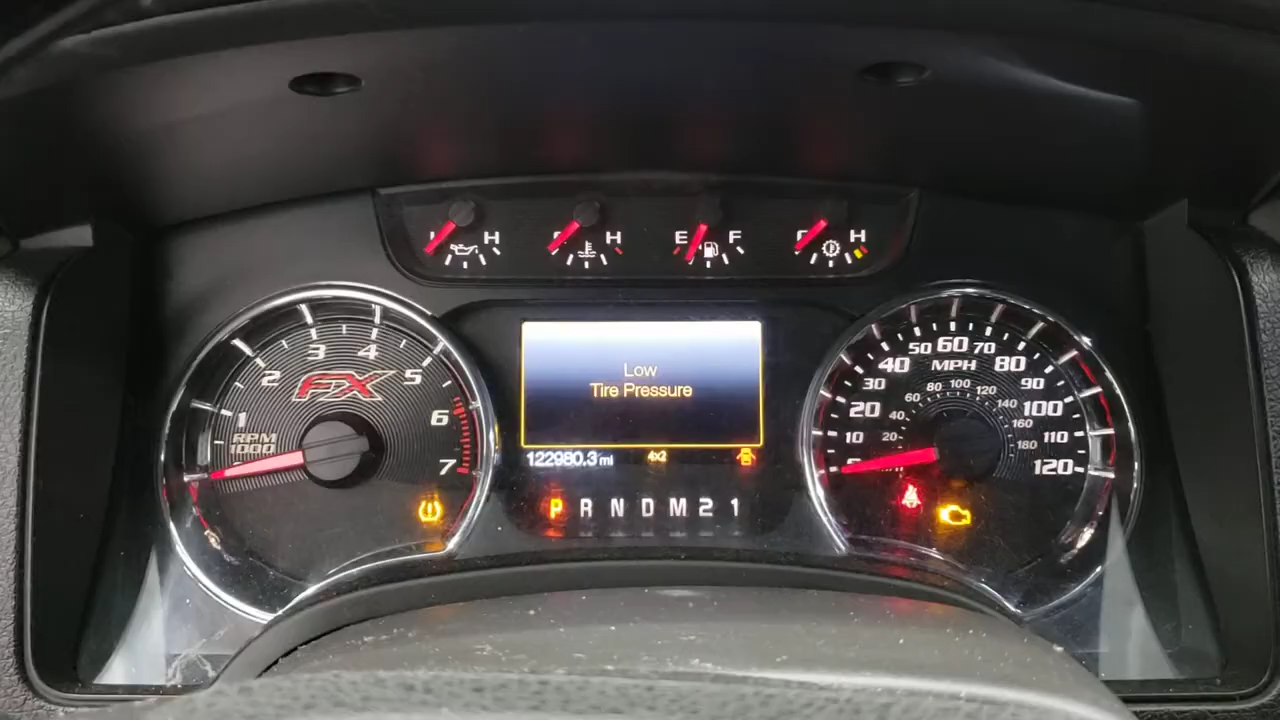 H
H
E F
H
3 4
2 5
1 6
7
FX
RPM
1000
Low
Tire Pressure
122980.3 mi
4x2
P R N D M 2 1
10 20 30 40 50 60 70 80 90 100 110 120
MPH
20 40 60 80 100 120 140 160 180